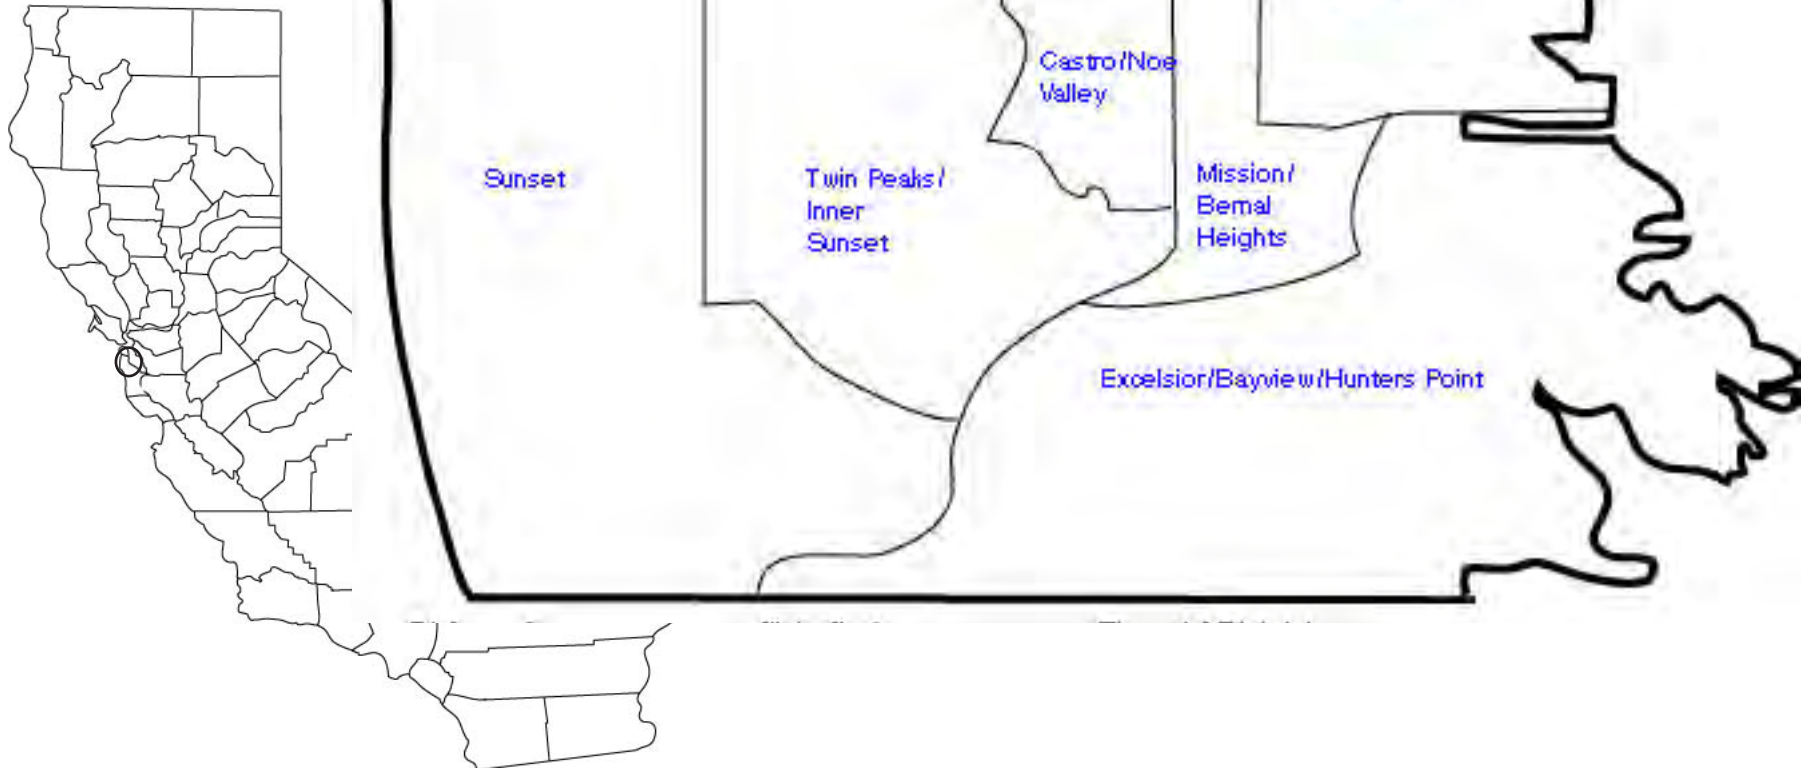 Castro/Noe
Valley
Sunset
Twin Peaks/
Inner
Sunset
Mission/
Bernal
Heights
Excelsior/Bayview/Hunters Point